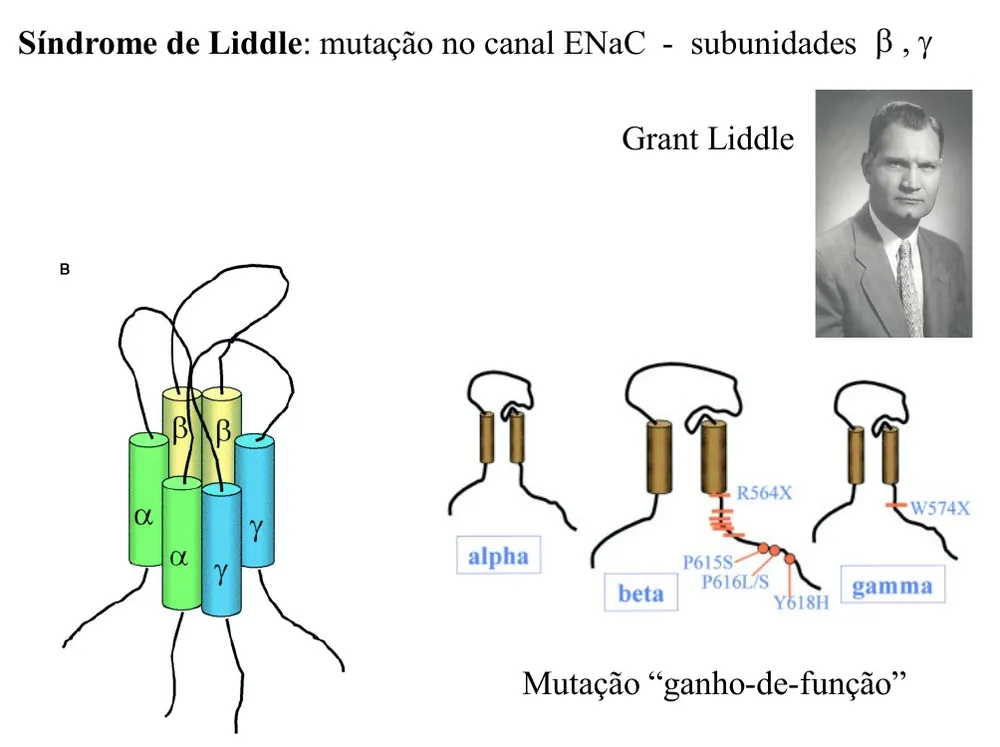 Síndrome de Liddle: mutação no canal ENaC - subunidades β , γ
Grant Liddle
B
β β
α γ
α γ
R564X
W574X
alpha
P615S
P616L/S
beta
Y618H
gamma
Mutação “ganho-de-função”